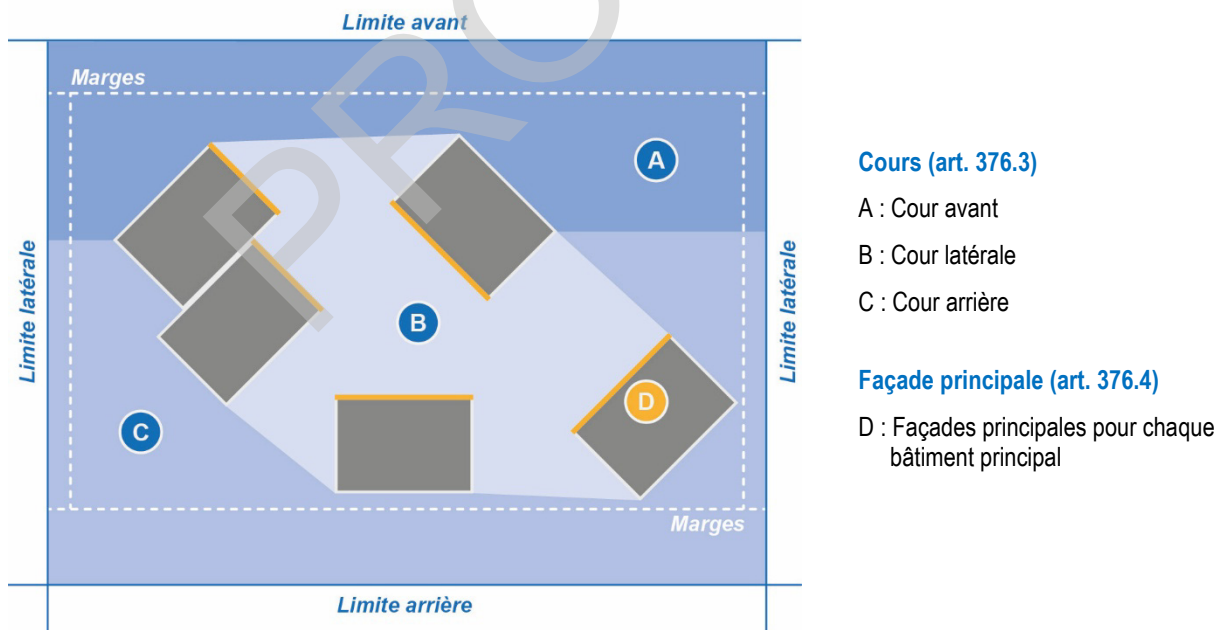 Limite avant
Marges
A
Limite latérale
Limite latérale
B
D
C
Marges
Limite arrière
PRO
Cours (art. 376.3)
A : Cour avant
B : Cour latérale
C : Cour arrière
Façade principale (art. 376.4)
D : Façades principales pour chaque
bâtiment principal